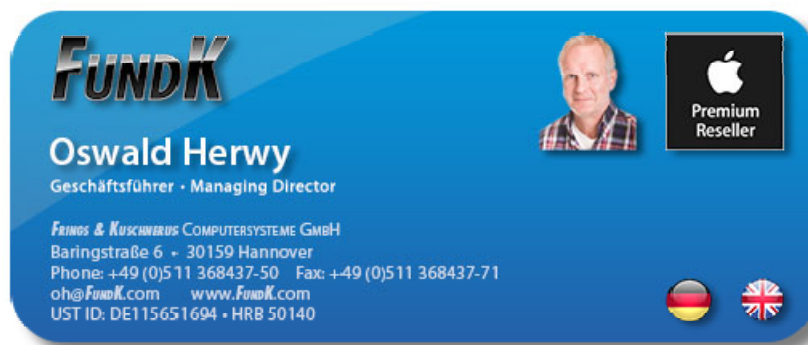 FUNDK
Premium
Reseller
Oswald Herwy
Geschäftsführer • Managing Director
FRINGS & KUSCHNERUS COMPUTERSYSTEME GMBH
Baringstraße 6 • 30159 Hannover
Phone: +49 (0)511 368437-50 Fax: +49 (0)511 368437-71
oh@FUNDK.com www.FUNDK.com
UST ID: DE115651694 • HRB 50140